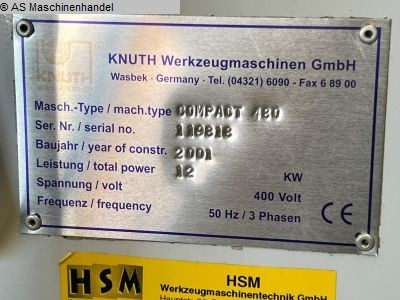 © AS Maschinenhandel
KNUTH
KNUTH Werkzeugmaschinen GmbH
Wasbek - Germany - Tel. (04321) 6090 - Fax 6 89 00
Masch.-Type / mach.type COMPACT 480
Ser. Nr. / serial no. 119818
Baujahr / year of constr. 2001
Leistung / total power 12 KW
Spannung / volt 400 Volt
Frequenz / frequency 50 Hz / 3 Phasen CE
HSM
HSM
Werkzeugmaschinentechnik GmbH